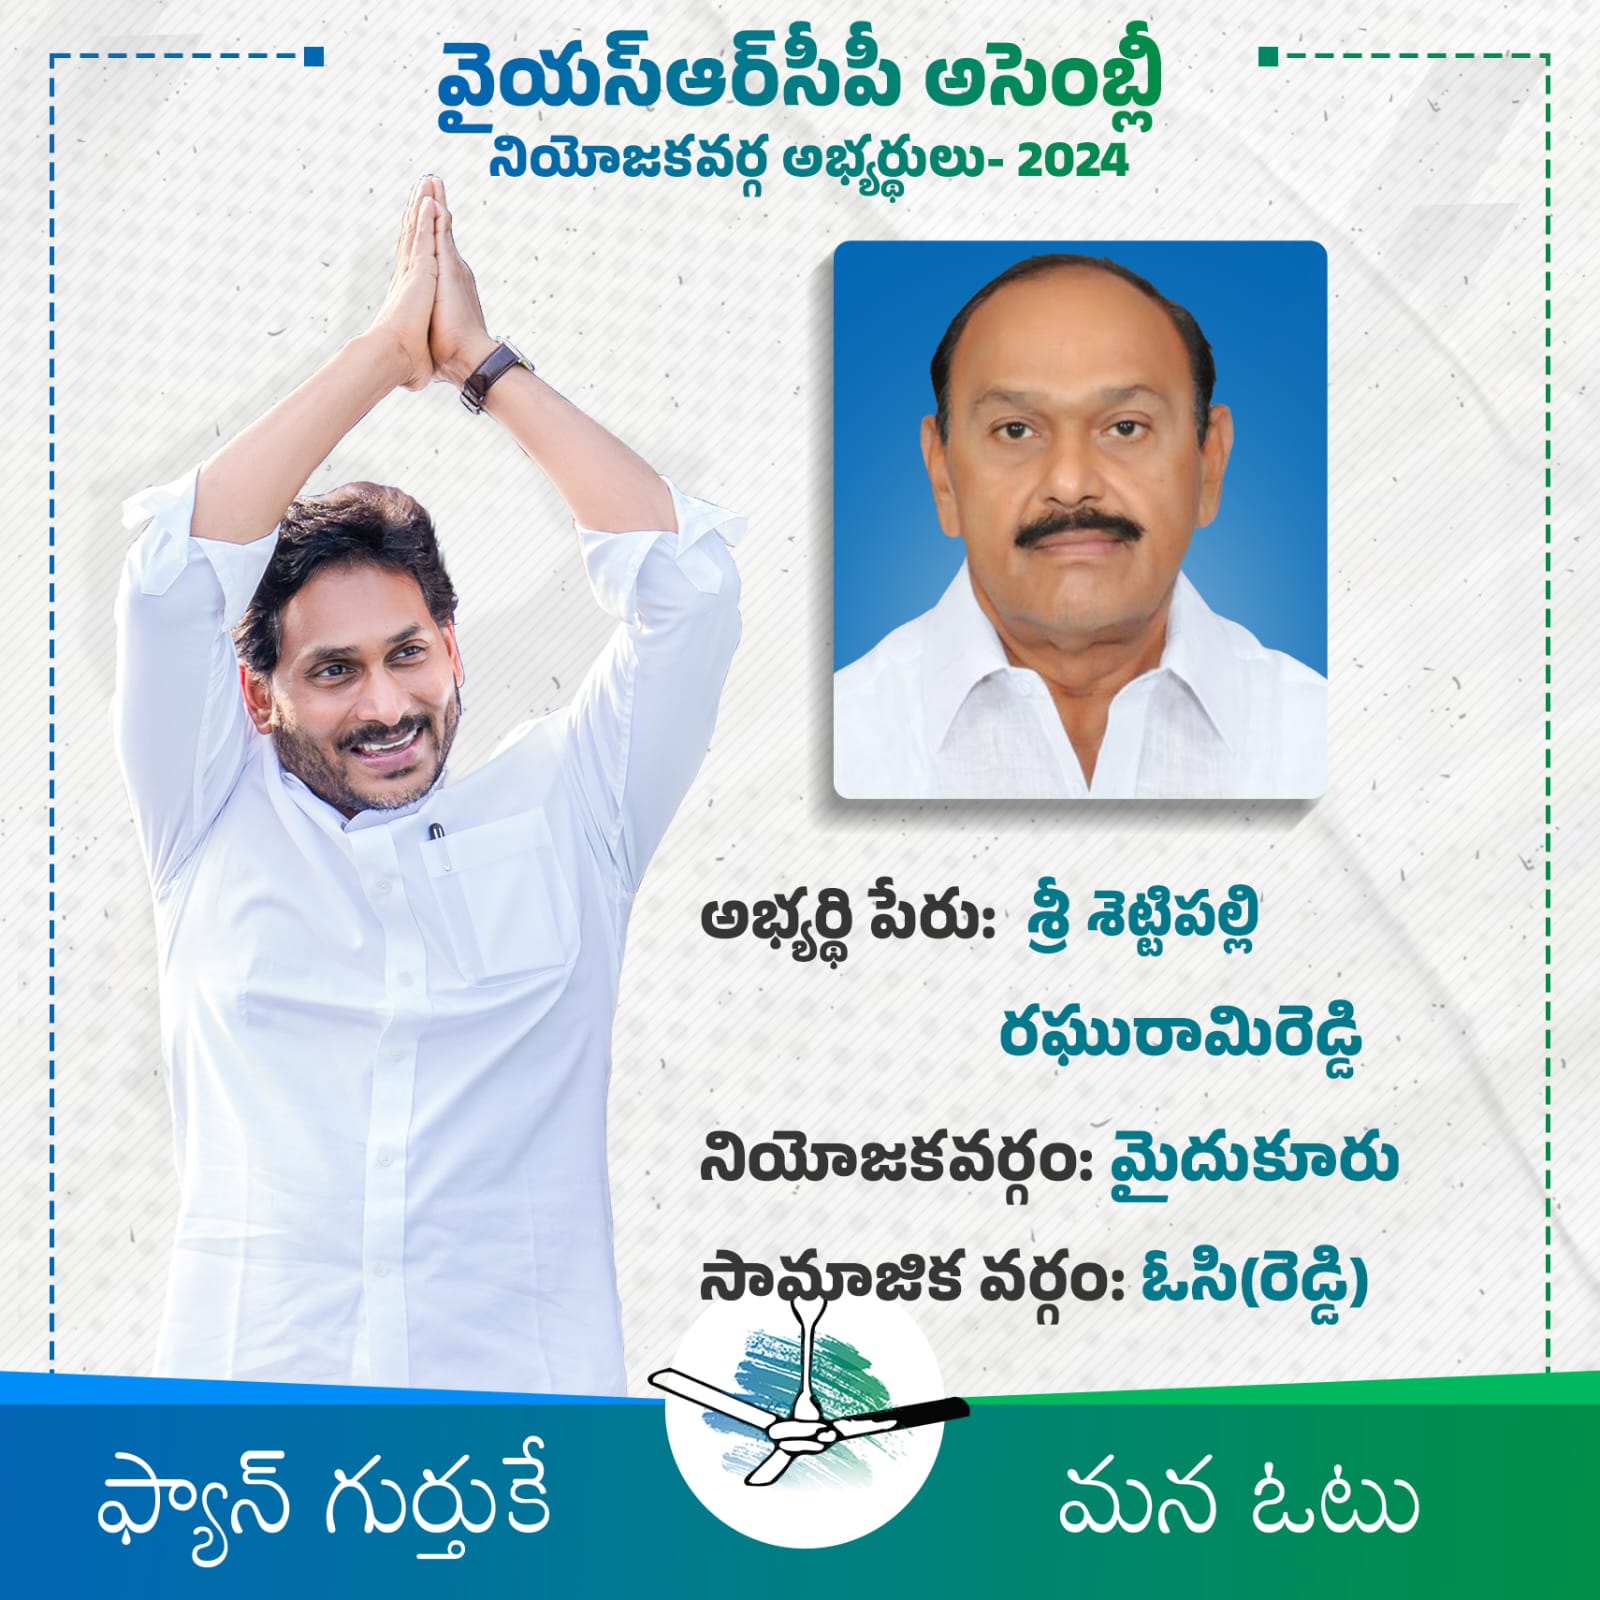 వైయస్ఆర్‌సీపీ అసెంబ్లీ
నియోజకవర్గ అభ్యర్థులు- 2024
అభ్యర్థి పేరు: శ్రీ శెట్టిపల్లి
రఘురామిరెడ్డి
నియోజకవర్గం: మైదుకూరు
సామాజిక వర్గం: ఓసి(రెడ్డి)
ఫ్యాన్ గుర్తుకే మన ఓటు